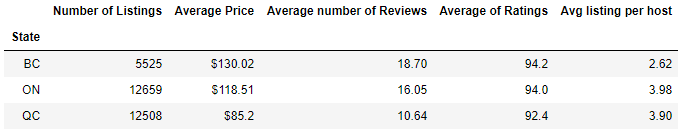 Number of Listings Average Price Average number of Reviews Average of Ratings Avg listing per host
State
BC 5525 $130.02 18.70 94.2 2.62
ON 12659 $118.51 16.05 94.0 3.98
QC 12508 $85.2 10.64 92.4 3.90